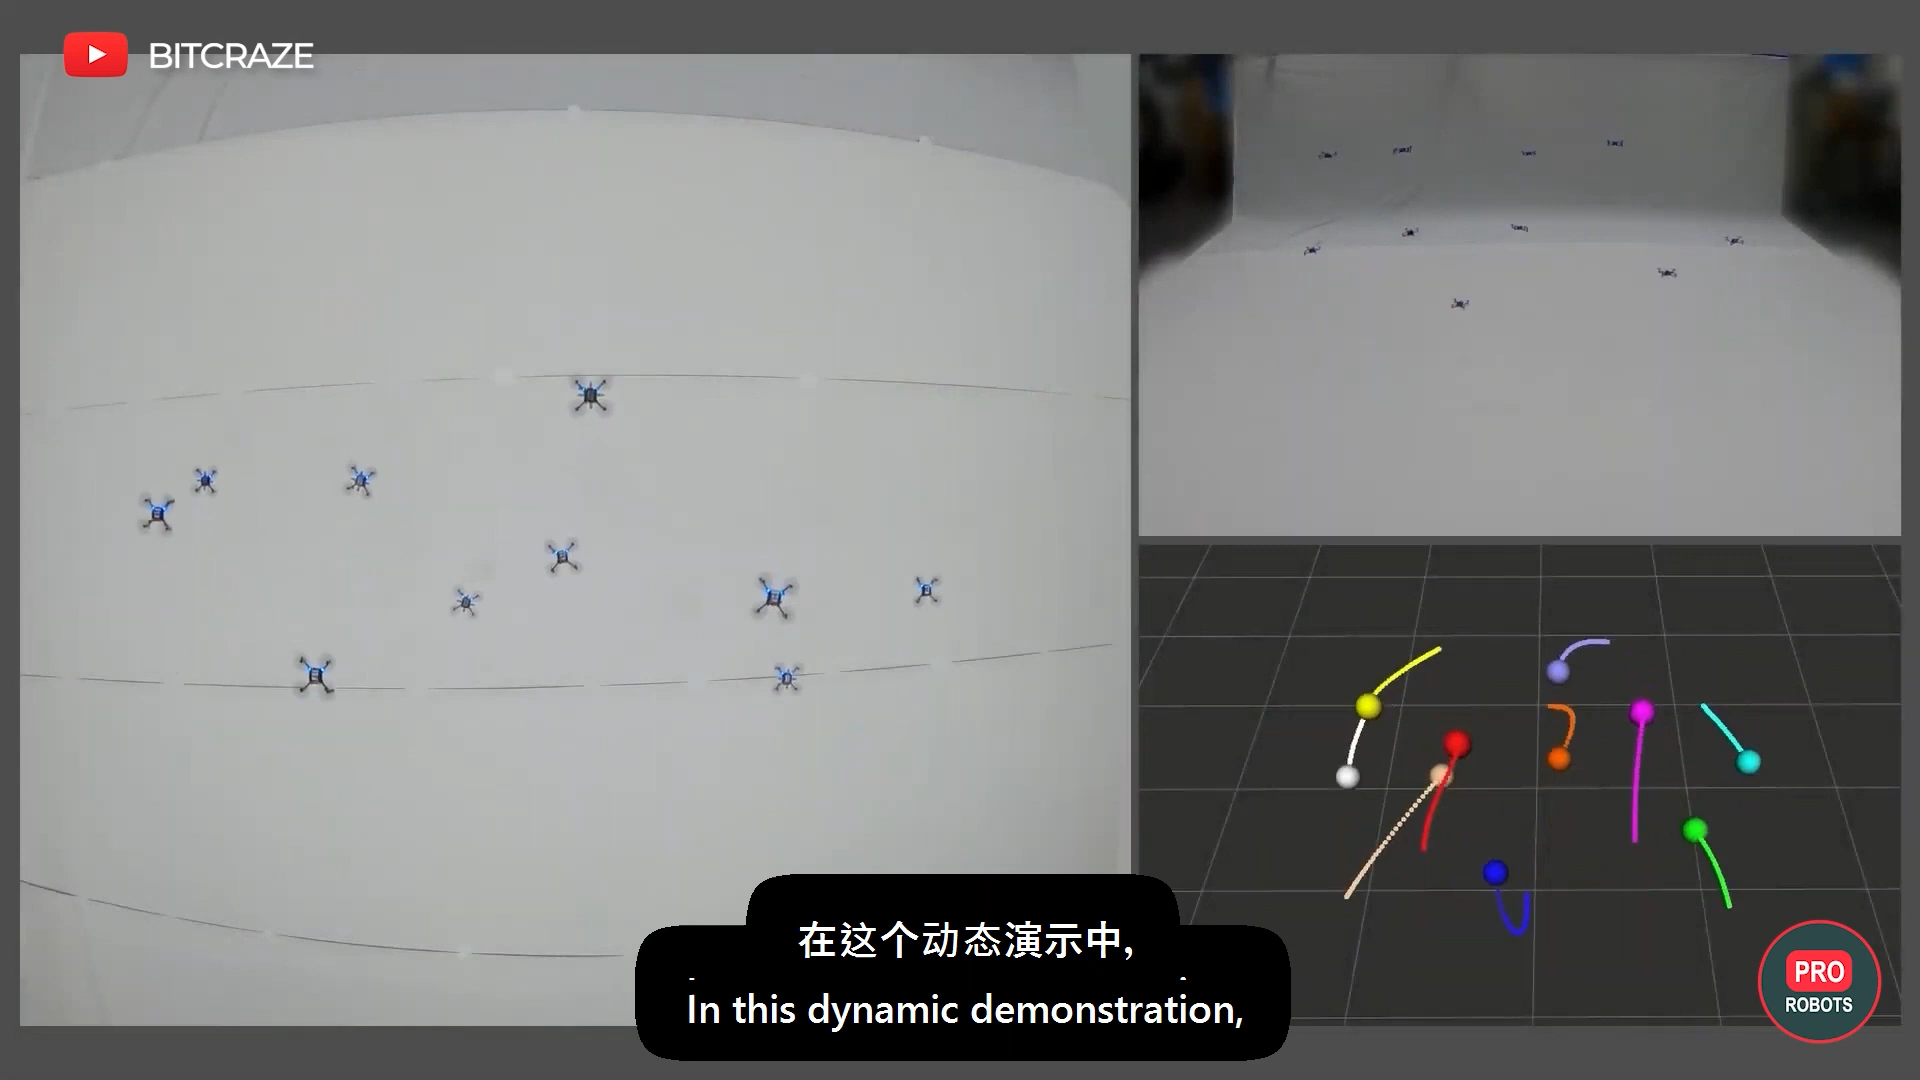 BITCRAZE
在这个动态演示中,
In this dynamic demonstration,
PRO
ROBOTS